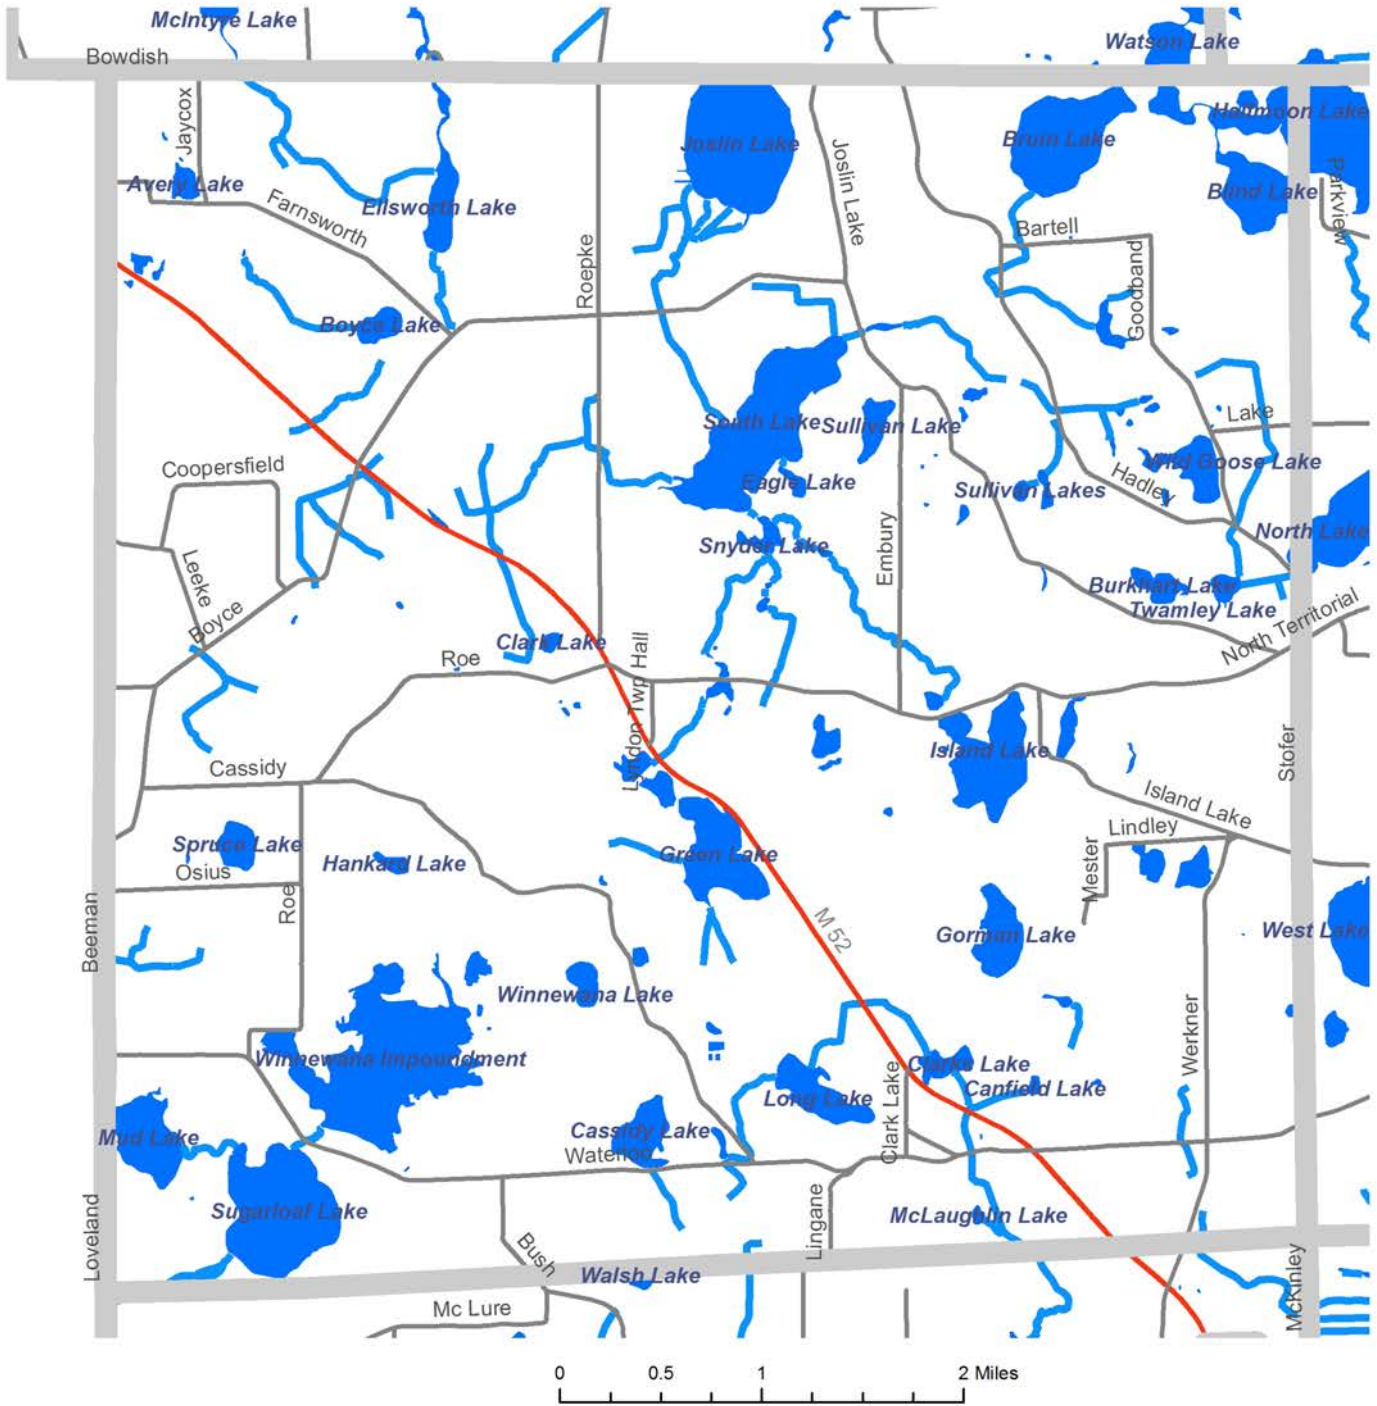 McIntyre Lake
Watson Lake
Bowdish
Halfmoon Lake
Jaycox
Joslin Lake
Bruin Lake
Joslin Lake
Avery Lake
Ellsworth Lake
Blind Lake
Parkview
Farnsworth
Bartell
Roepke
Goodband
Boyce Lake
South Lake
Sullivan Lake
Lake
Coopersfield
Wild Goose Lake
Eagle Lake
Sullivan Lakes
Hadley
North Lake
Snyder Lake
Embury
Leeke
Burkhart Lake
Twamley Lake
Boyce
North Territorial
Clark Lake
Roe
Lyndon Twp Hall
Island Lake
Stofer
Cassidy
Island Lake
Lindley
Spruce Lake
Hankard Lake
Green Lake
Osius
Mester
Roe
Beeman
M 52
Gorman Lake
West Lake
Winnewana Lake
Werkner
Winnewana Impoundment
Clarks Lake
Canfield Lake
Long Lake
Clark Lake
Mud Lake
Cassidy Lake
Waterloo
Sugarloaf Lake
McLaughlin Lake
Loveland
Lingane
Bush
Walsh Lake
McKinley
Mc Lure
0 0.5 1 2 Miles